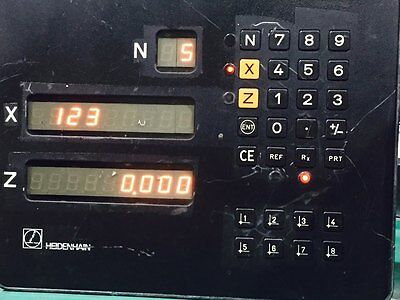 N 5 N 7 8 9
X 123 X 4 5 6
Z 0,000 Z 1 2 3
ENT 0 . +/-
CE REF Rx PRT
1 2 3 4
5 6 7 8
HEIDENHAIN